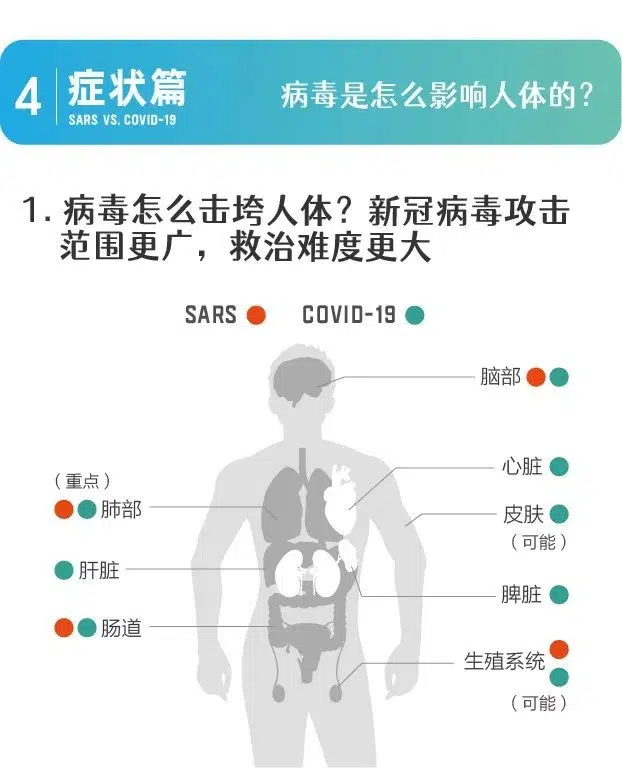 4 症状篇
SARS VS. COVID-19
病毒是怎么影响人体的？
1. 病毒怎么击垮人体？新冠病毒攻击
范围更广，救治难度更大
SARS COVID-19
脑部
心脏
（重点）
肺部
皮肤
（可能）
肝脏
脾脏
肠道
生殖系统
（可能）